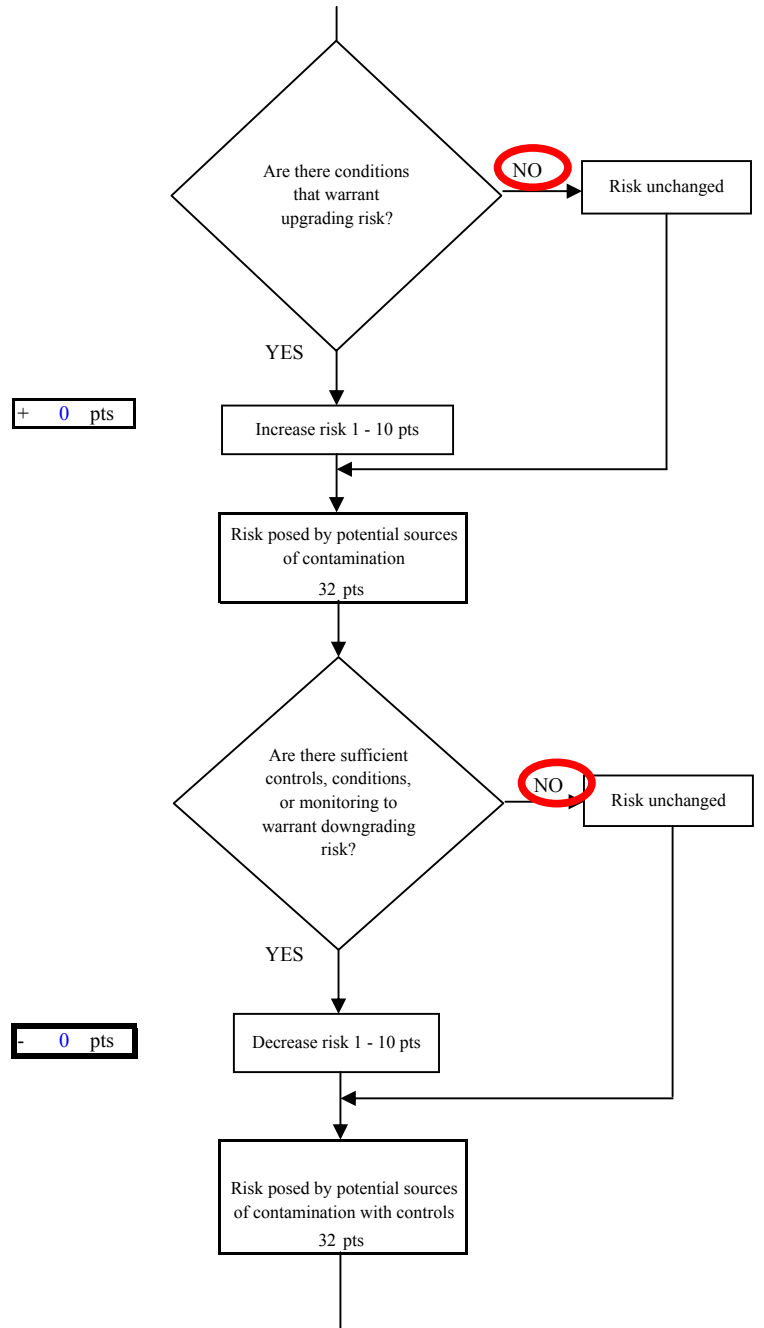 Are there conditions
that warrant
upgrading risk?
NO
Risk unchanged
YES
+ 0 pts
Increase risk 1 - 10 pts
Risk posed by potential sources
of contamination
32 pts
Are there sufficient
controls, conditions,
or monitoring to
warrant downgrading
risk?
NO
Risk unchanged
YES
- 0 pts
Decrease risk 1 - 10 pts
Risk posed by potential sources
of contamination with controls
32 pts